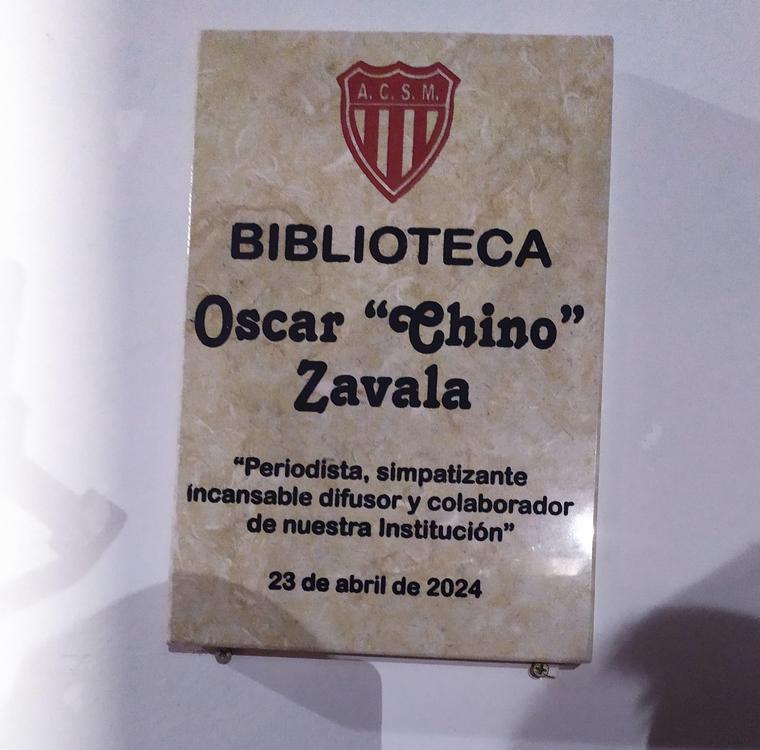 A. C. S. M.
BIBLIOTECA
Oscar “Chino”
Zavala
“Periodista, simpatizante
incansable difusor y colaborador
de nuestra Institución”
23 de abril de 2024